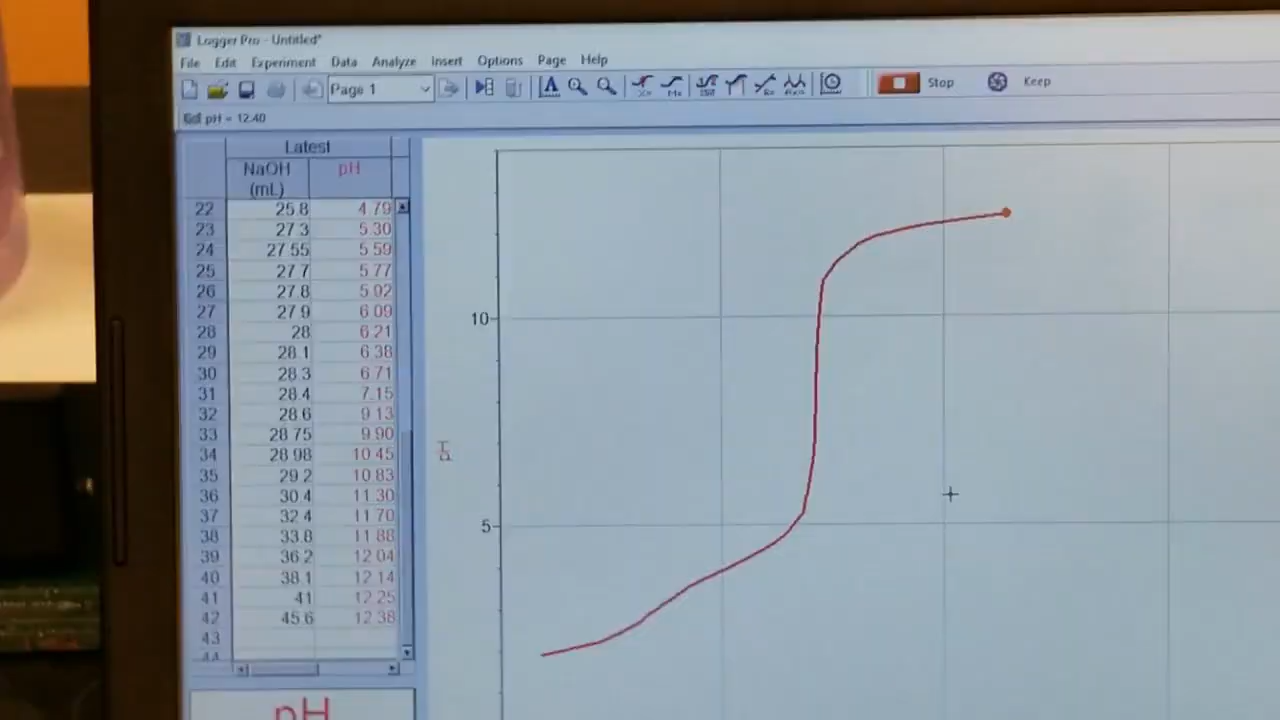 Logger Pro - Untitled*
File Edit Experiment Data Analyze Insert Options Page Help
Page 1 Stop Keep
pH = 12.40
Latest
NaOH pH
(mL)
22 25.8 4.79
23 27.3 5.30
24 27.55 5.59
25 27.7 5.77
26 27.8 5.02
27 27.9 6.09
28 28 6.21
29 28.1 6.38
30 28.3 6.71
31 28.4 7.15
32 28.6 9.13
33 28.75 9.90
34 28.98 10.45
35 29.2 10.83
36 30.4 11.30
37 32.4 11.70
38 33.8 11.88
39 36.2 12.04
40 38.1 12.14
41 41 12.25
42 45.6 12.38
43
44
10
pH
5
pH